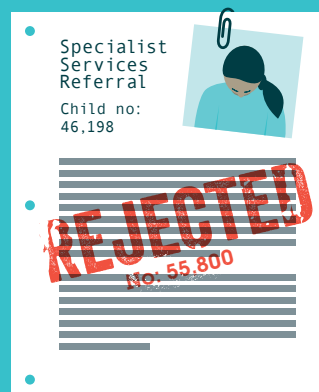 Specialist
Services
Referral
Child no:
46,198
REJECTED
No: 55,800